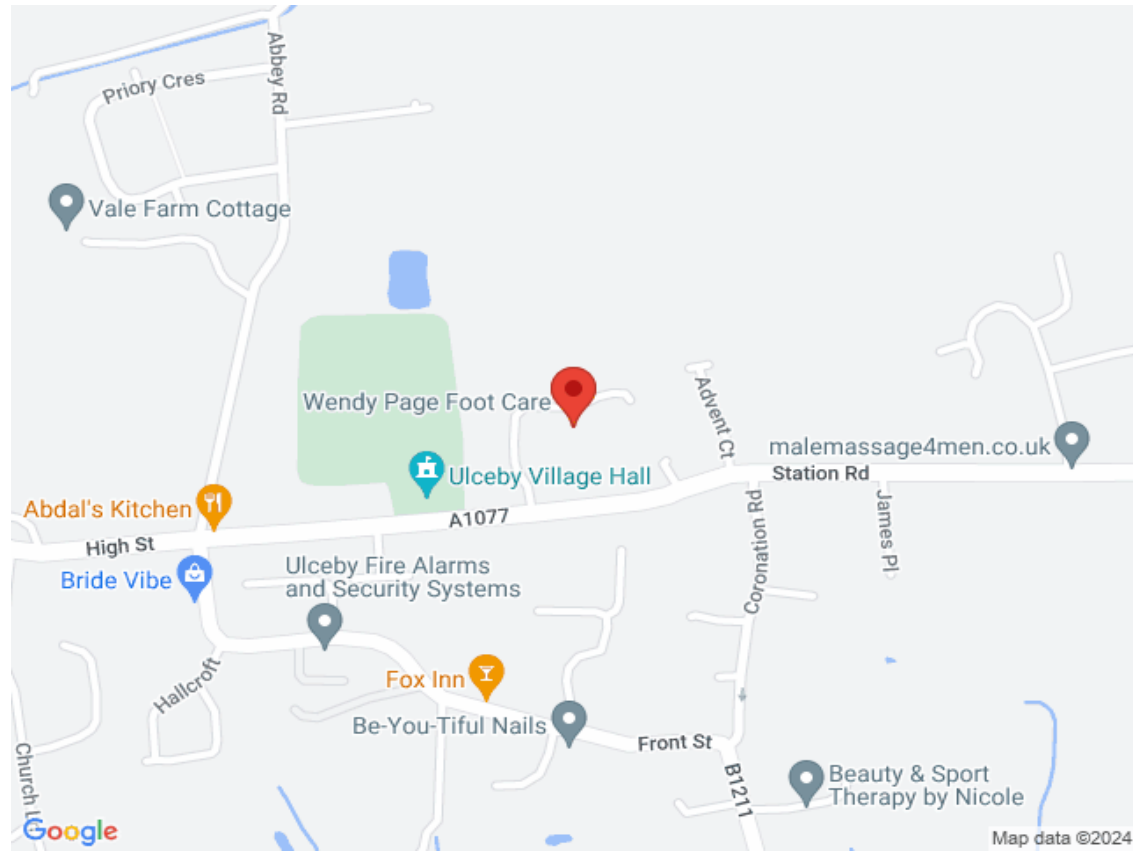 Abbey Rd
Priory Cres
Vale Farm Cottage
Wendy Page Foot Care
Advent Ct
malemassage4men.co.uk
Station Rd
Ulceby Village Hall
Abdal's Kitchen
A1077
High St
Coronation Rd
James Pl
Ulceby Fire Alarms
and Security Systems
Bride Vibe
Hallcroft
Fox Inn
Be-You-Tiful Nails
Front St
Church L
B1211
Beauty & Sport
Therapy by Nicole
Google
Map data ©2024